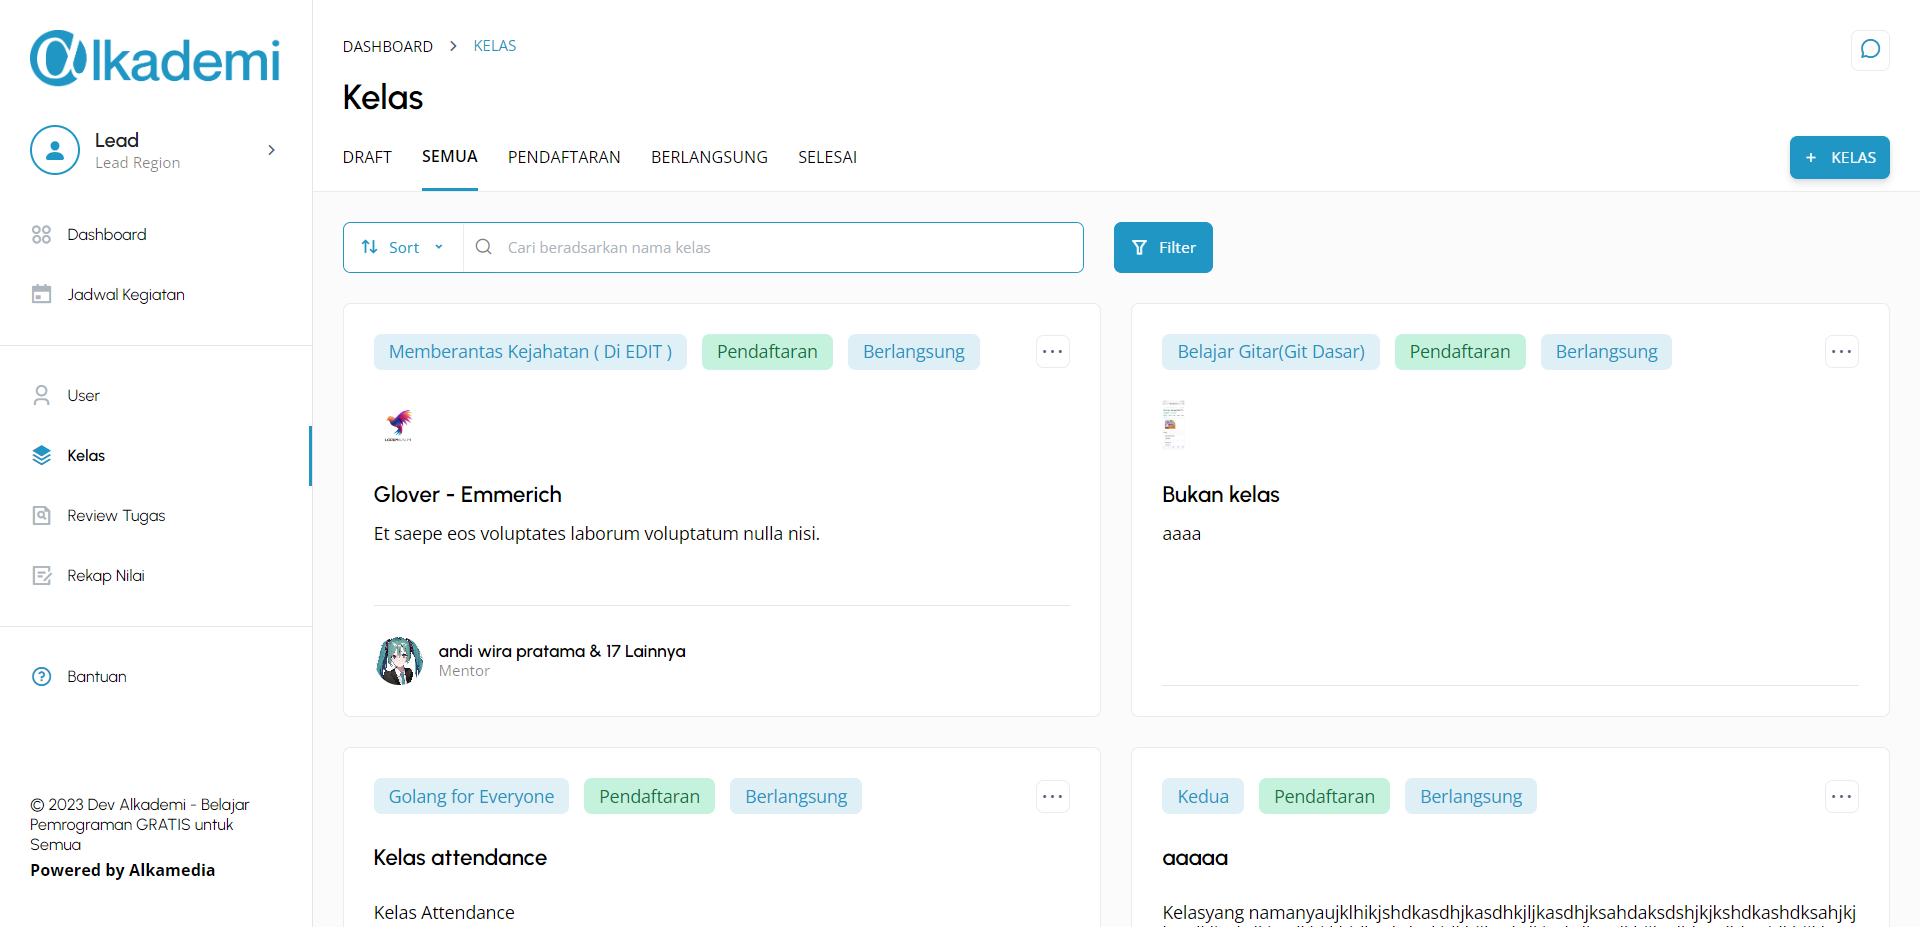 @lkademi
Lead
Lead Region
Dashboard
Jadwal Kegiatan
User
Kelas
Review Tugas
Rekap Nilai
Bantuan
© 2023 Dev Alkademi - Belajar
Pemrograman GRATIS untuk
Semua
Powered by Alkamedia
DASHBOARD > KELAS
Kelas
DRAFT SEMUA PENDAFTARAN BERLANGSUNG SELESAI
+ KELAS
Sort Cari beradsarkan nama kelas
Filter
Memberantas Kejahatan ( Di EDIT ) Pendaftaran Berlangsung
Glover - Emmerich
Et saepe eos voluptates laborum voluptatum nulla nisi.
andi wira pratama & 17 Lainnya
Mentor
Belajar Gitar(Git Dasar) Pendaftaran Berlangsung
Bukan kelas
aaaa
Golang for Everyone Pendaftaran Berlangsung
Kelas attendance
Kelas Attendance
Kedua Pendaftaran Berlangsung
aaaaa
Kelasyang namanyaujklhikjshdkasdhjkasdhkjljkasdhjksahdaksdshjkjkshdkashdksahjkj